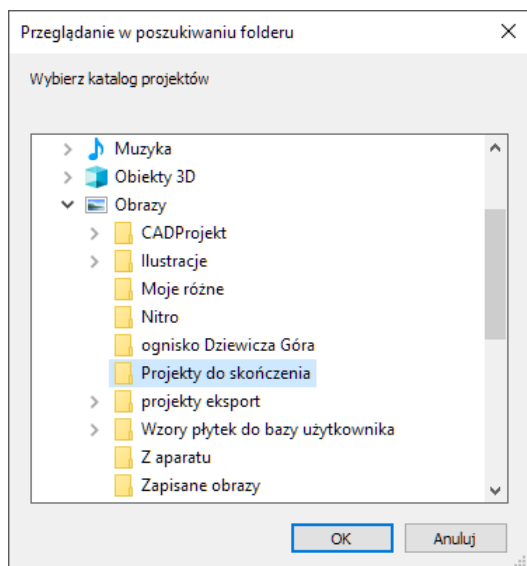 Przeglądanie w poszukiwaniu folderu
Wybierz katalog projektów
Muzyka
Obiekty 3D
Obrazy
CADProjekt
Ilustracje
Moje różne
Nitro
ognisko Dziewicza Góra
Projekty do skończenia
projekty eksport
Wzory płytek do bazy użytkownika
Z aparatu
Zapisane obrazy
OK
Anuluj